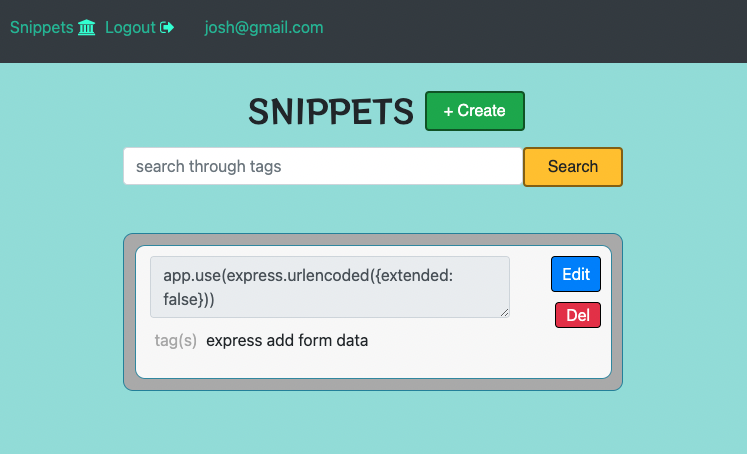 Snippets Logout josh@gmail.com
SNIPPETS + Create
search through tags Search
app.use(express.urlencoded({extended: Edit
false}))
Del
tag(s) express add form data